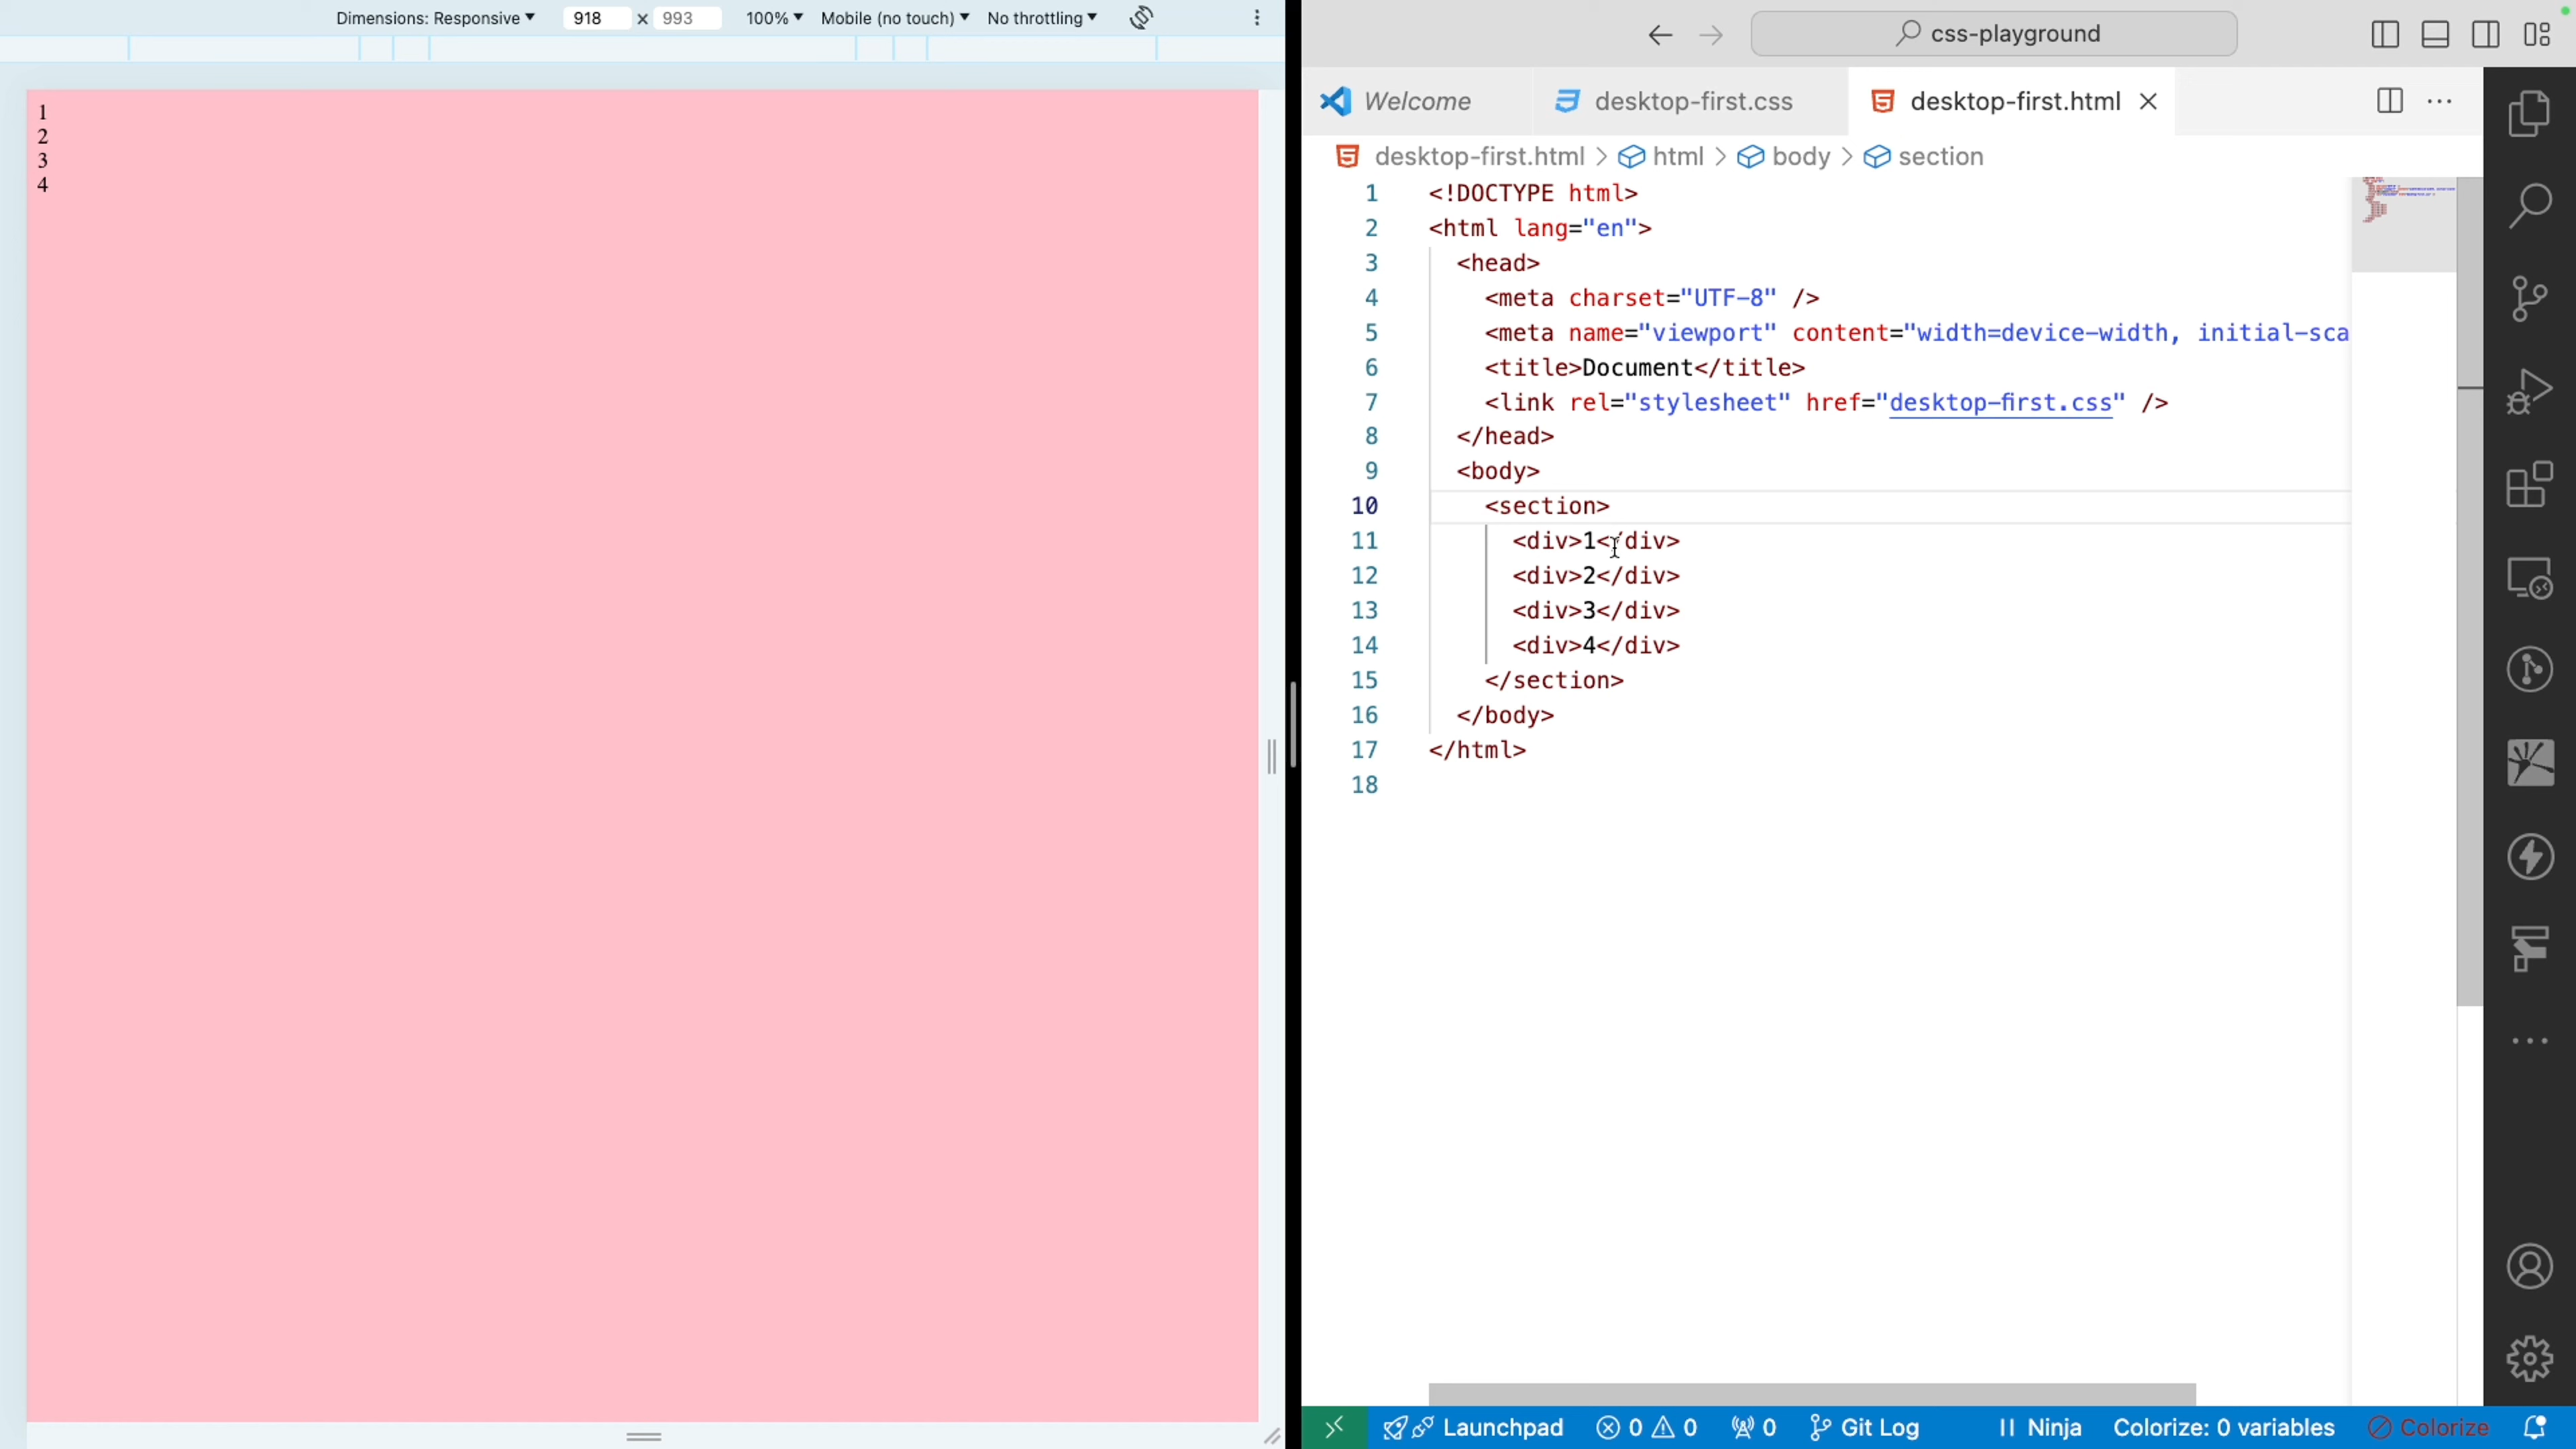 Dimensions: Responsive 918 x 993 100% Mobile (no touch) No throttling
1
2
3
4
css-playground
Welcome desktop-first.css desktop-first.html
desktop-first.html > html > body > section
1 <!DOCTYPE html>
2 <html lang="en">
3 <head>
4 <meta charset="UTF-8" />
5 <meta name="viewport" content="width=device-width, initial-sca
6 <title>Document</title>
7 <link rel="stylesheet" href="desktop-first.css" />
8 </head>
9 <body>
10 <section>
11 <div>1</div>
12 <div>2</div>
13 <div>3</div>
14 <div>4</div>
15 </section>
16 </body>
17 </html>
18
Launchpad 0 0 0 Git Log Ninja Colorize: 0 variables Colorize